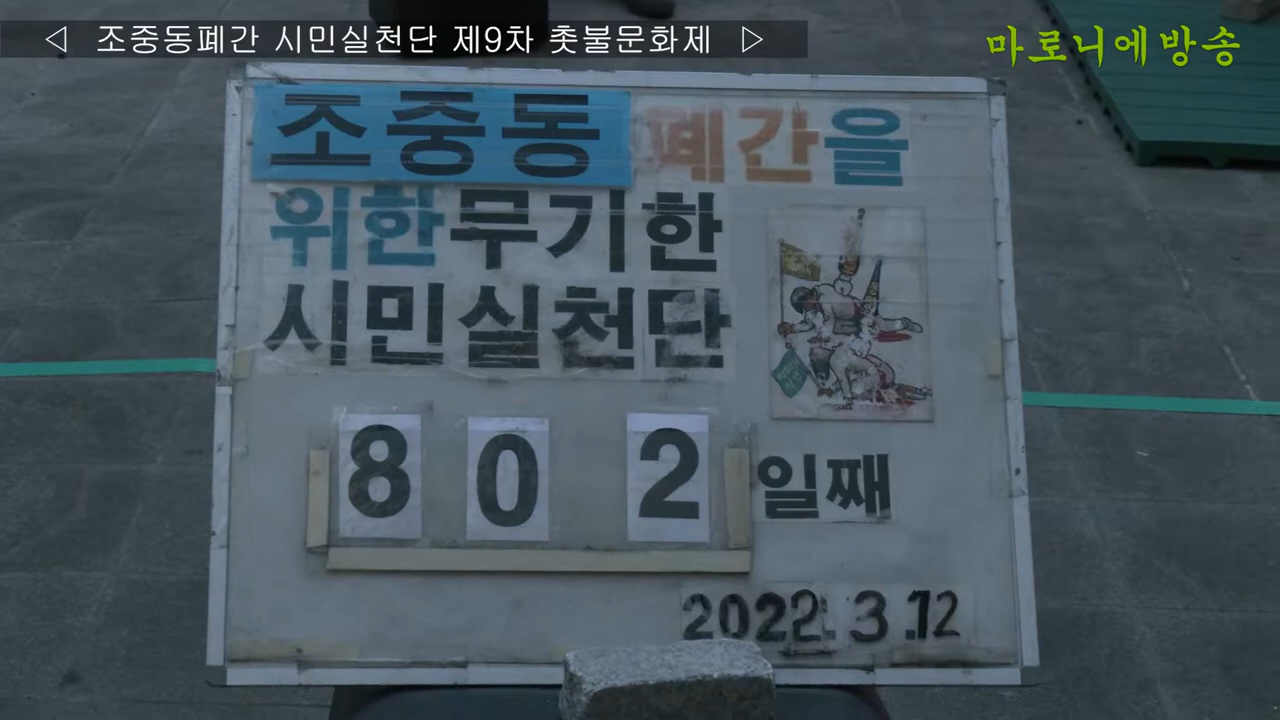 ◁ 조중동폐간 시민실천단 제9차 촛불문화제 ▷
마로니에방송
조중동 폐간을
위한무기한
시민실천단
802일째
2022.3.12